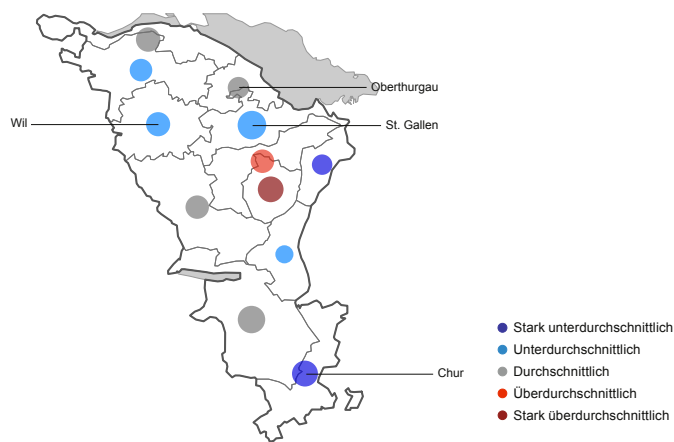 Oberthurgau
Wil
St. Gallen
Chur
Stark unterdurchschnittlich
Unterdurchschnittlich
Durchschnittlich
Überdurchschnittlich
Stark überdurchschnittlich